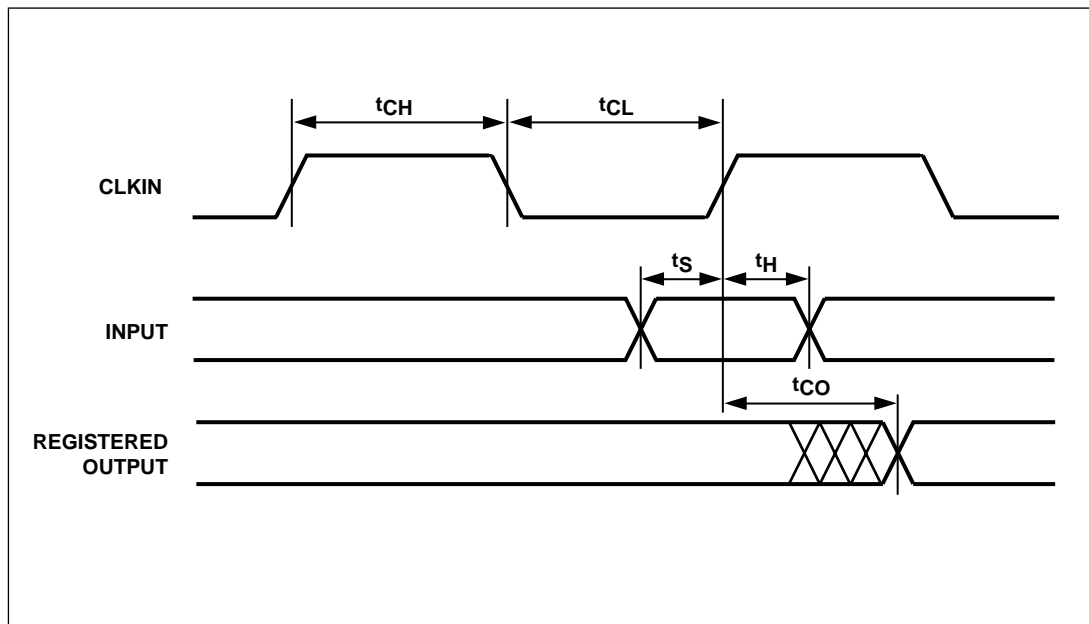 tCH
tCL
CLKIN
tS
tH
INPUT
tCO
REGISTERED
OUTPUT